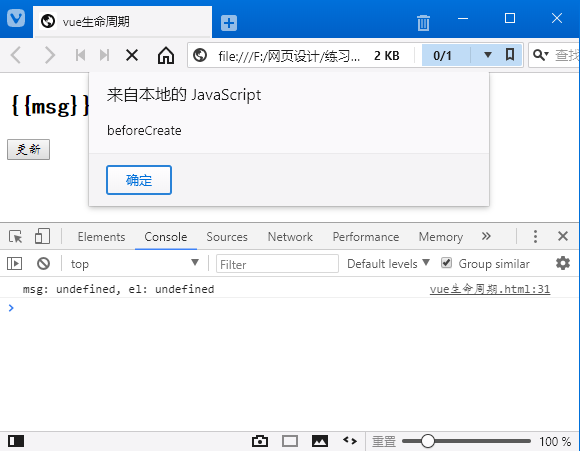 vue生命周期
file:///F:/网页设计/练习... 2 KB 0/1 查找
{{msg}}
来自本地的 JavaScript
beforeCreate
更新
确定
Elements Console Sources Network Performance Memory »
top Filter Default levels Group similar
msg: undefined, el: undefined vue生命周期.html:31
重置 100 %